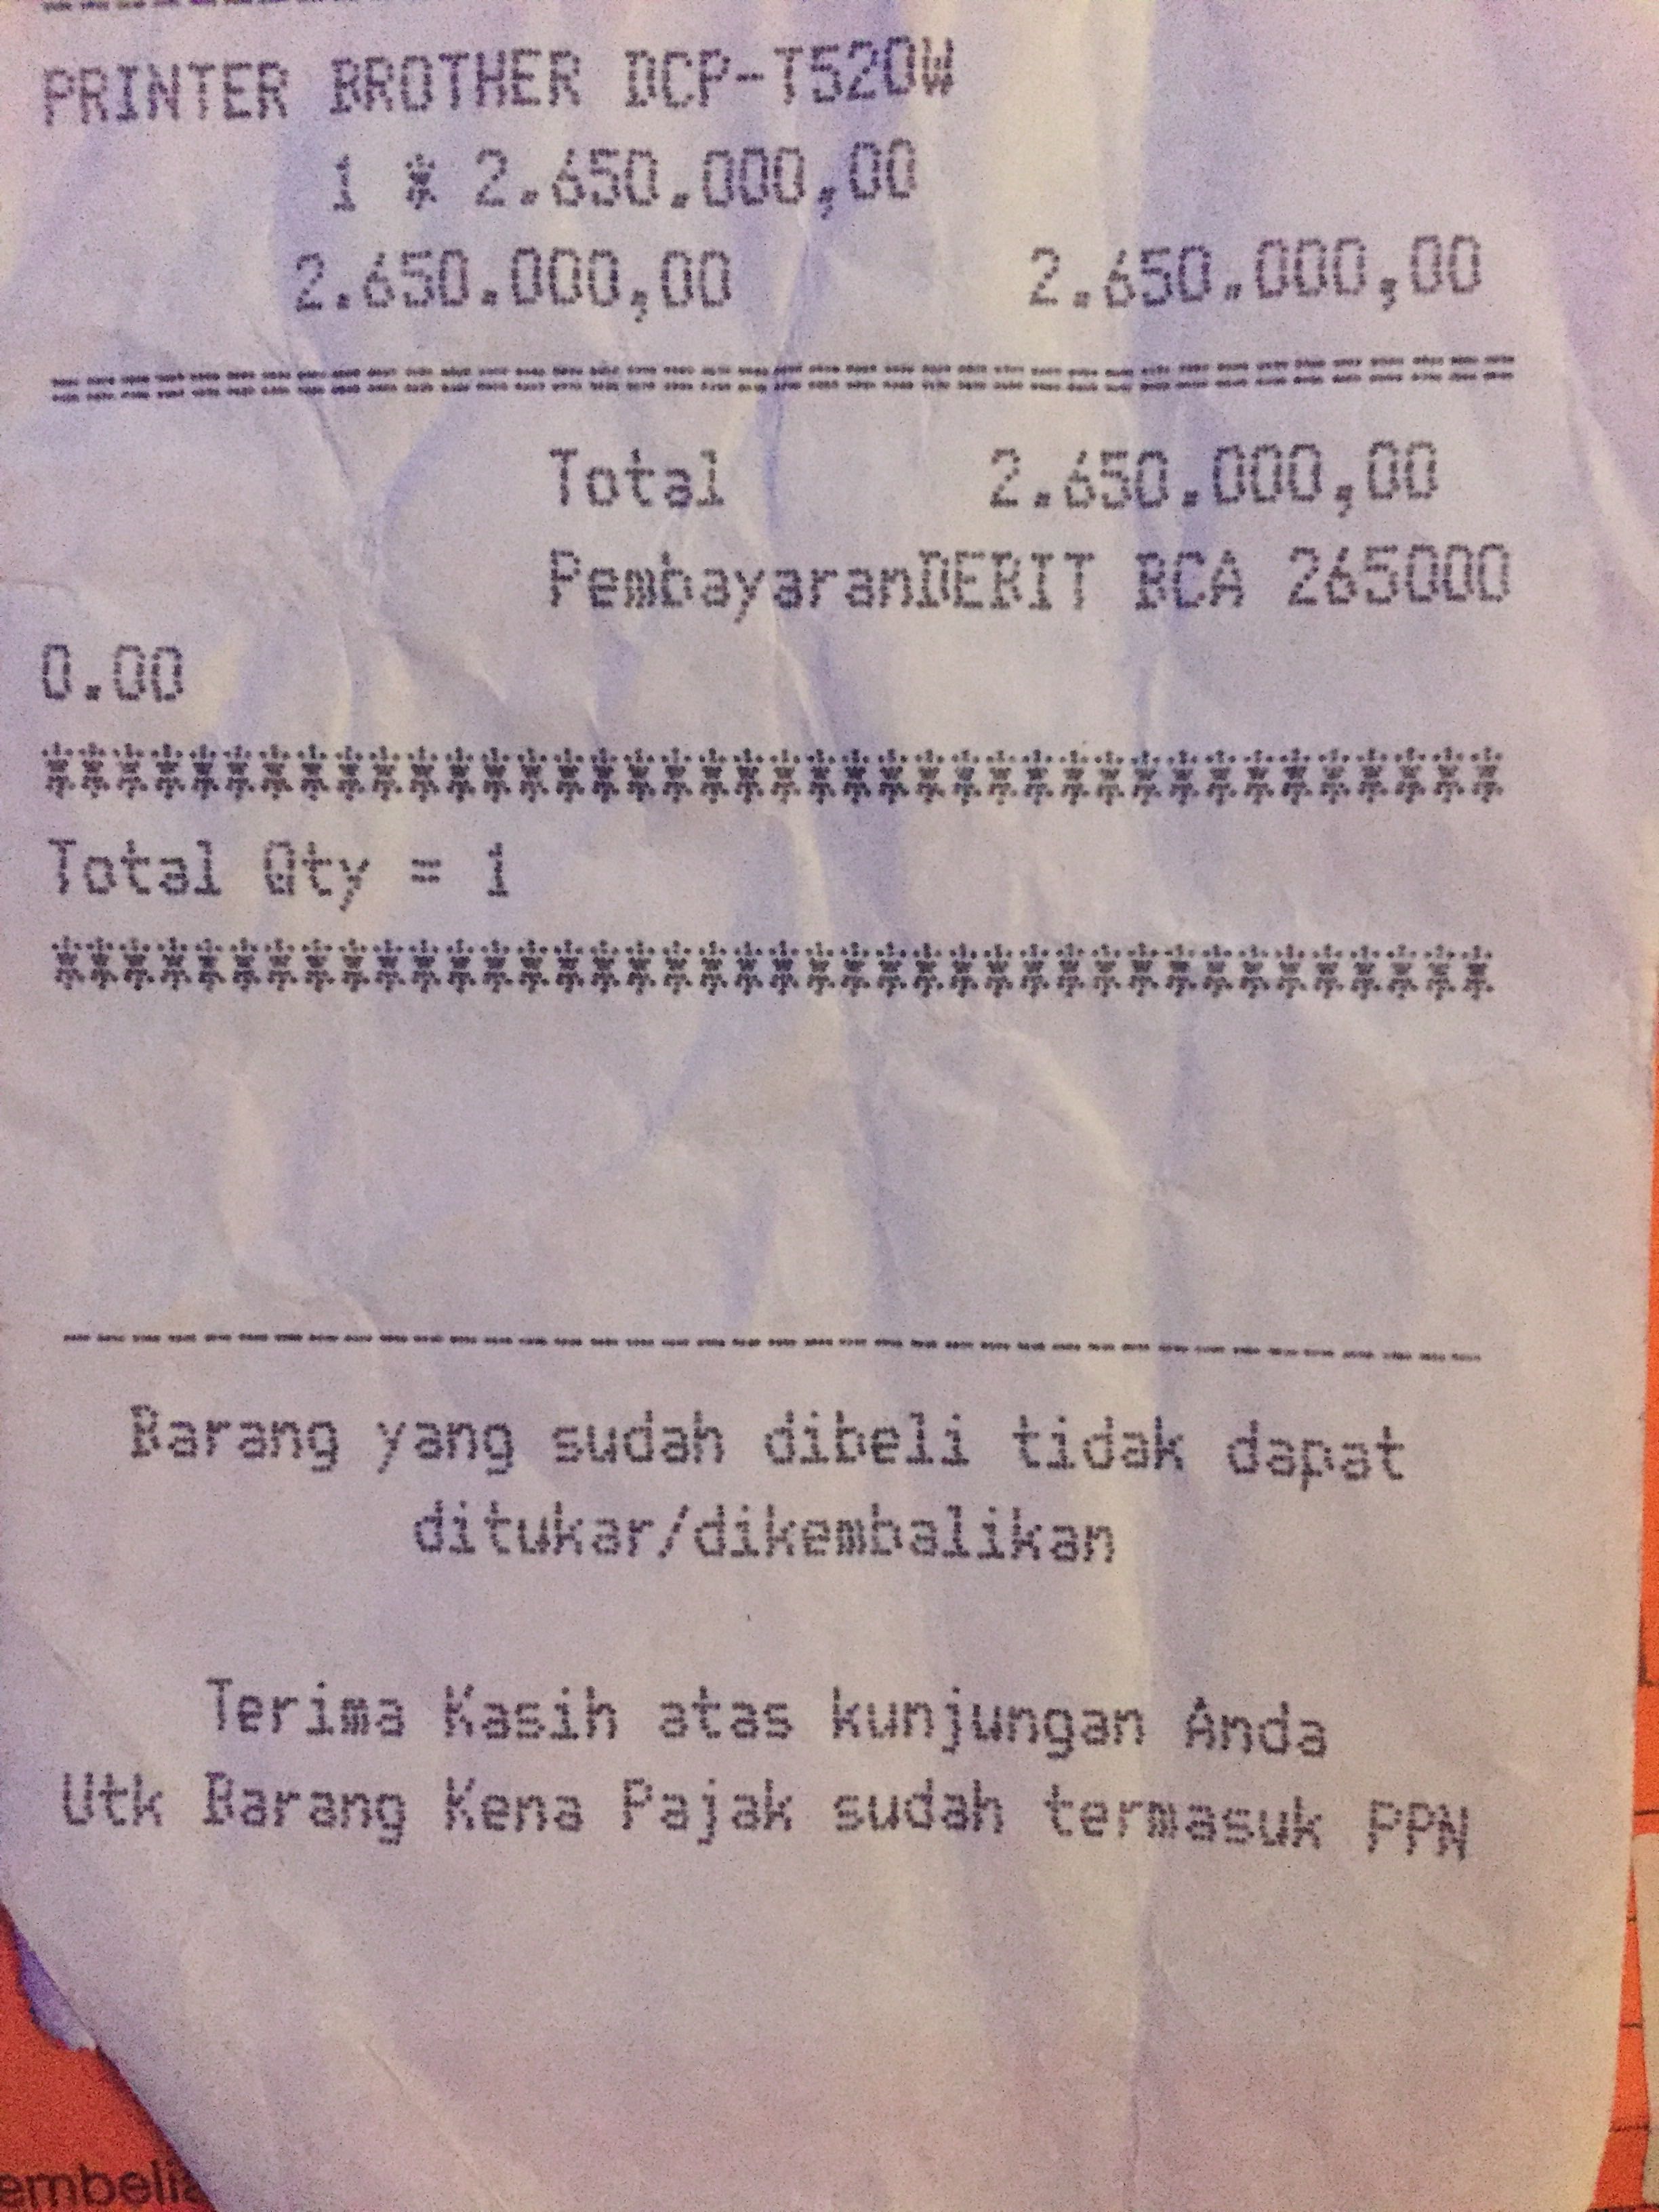 PRINTER BROTHER DCP-T520W
1 * 2.650.000,00
2.650.000,00 2.650.000,00
=========================================
Total 2.650.000,00
PembayaranDEBIT BCA 265000
0.00
*****************************************
Total Qty = 1
*****************************************
-----------------------------------------
Barang yang sudah dibeli tidak dapat
ditukar/dikembalikan
Terima Kasih atas kunjungan Anda
Utk Barang Kena Pajak sudah termasuk PPN
embelia